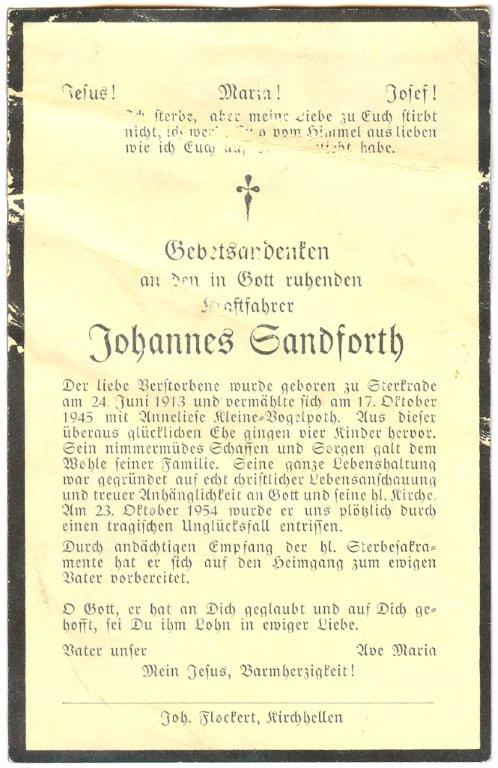 Jesus! Maria! Josef!
Ich sterbe, aber meine Liebe zu Euch stirbt
nicht, ich werde Euch vom Himmel aus lieben
wie ich Euch auf habe.
Gebetsandenken
an den in Gott ruhenden
Kraftfahrer
Johannes Sandforth
Der liebe Verstorbene wurde geboren zu Sterkrade
am 24. Juni 1913 und vermählte sich am 17. Oktober
1945 mit Anneliese Kleine-Vogelpoth. Aus dieser
überaus glücklichen Ehe gingen vier Kinder hervor.
Sein nimmermüdes Schaffen und Sorgen galt dem
Wohle seiner Familie. Seine ganze Lebenshaltung
war gegründet auf echt christlicher Lebensanschauung
und treuer Anhänglichkeit an Gott und seine hl. Kirche.
Am 23. Oktober 1954 wurde er uns plötzlich durch
einen tragischen Unglücksfall entrissen.
Durch andächtigen Empfang der hl. Sterbesakra-
mente hat er sich auf den Heimgang zum ewigen
Vater vorbereitet.
O Gott, er hat an Dich geglaubt und auf Dich ge-
hofft, sei Du ihm Lohn in ewiger Liebe.
Vater unser Ave Maria
Mein Jesus, Barmherzigkeit!
Joh. Flockert, Kirchhellen